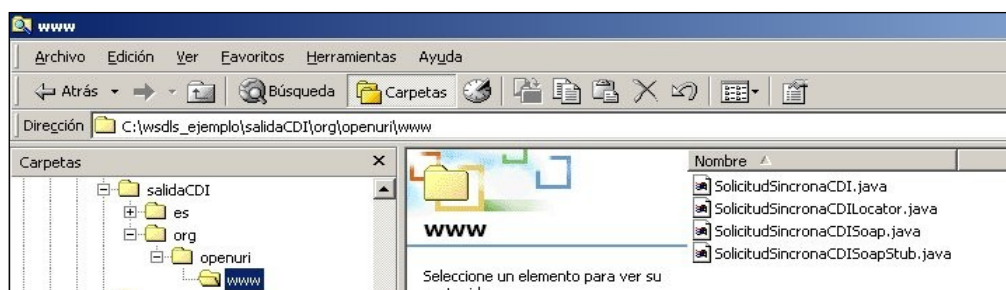 www
Archivo Edición Ver Favoritos Herramientas Ayuda
Atrás Búsqueda Carpetas
Dirección C:\wsdls_ejemplo\salidaCDI\org\openuri\www
Carpetas
salidaCDI
es
org
openuri
www
www
Seleccione un elemento para ver su
Nombre
SolicitudSincronaCDI.java
SolicitudSincronaCDILocator.java
SolicitudSincronaCDISoap.java
SolicitudSincronaCDISoapStub.java